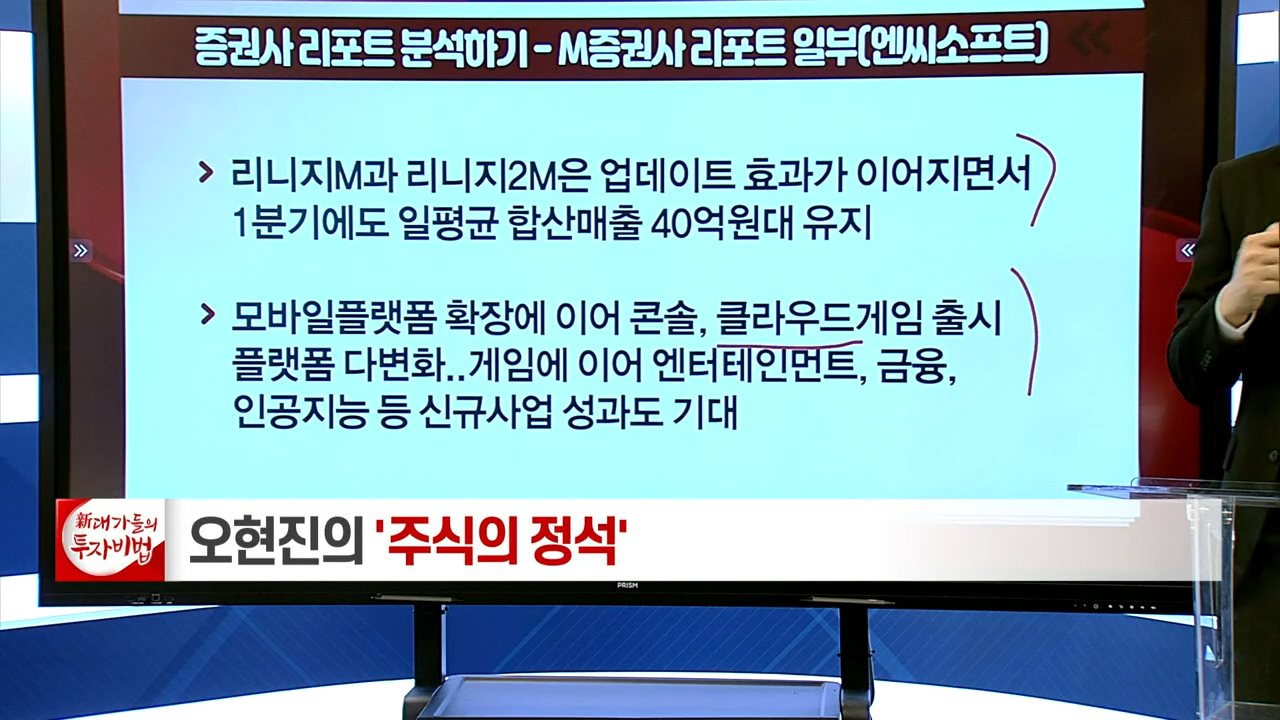 증권사 리포트 분석하기 - M증권사 리포트 일부(엔씨소프트)
리니지M과 리니지2M은 업데이트 효과가 이어지면서
1분기에도 일평균 합산매출 40억원대 유지
모바일플랫폼 확장에 이어 콘솔, 클라우드게임 출시
플랫폼 다변화..게임에 이어 엔터테인먼트, 금융,
인공지능 등 신규사업 성과도 기대
新대가들의
투자비법
오현진의 '주식의 정석'
PRISM